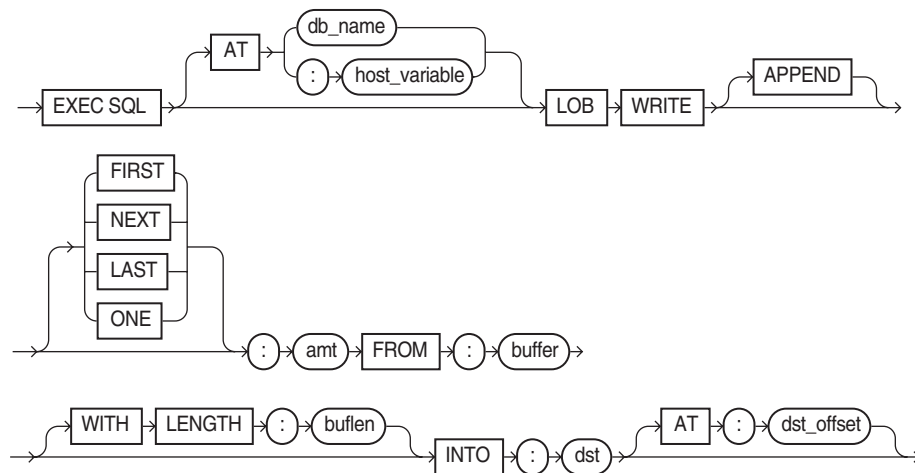 db_name
AT
: host_variable
EXEC SQL LOB WRITE APPEND
FIRST
NEXT
LAST
ONE
: amt FROM : buffer
WITH LENGTH : buflen AT : dst_offset
INTO : dst